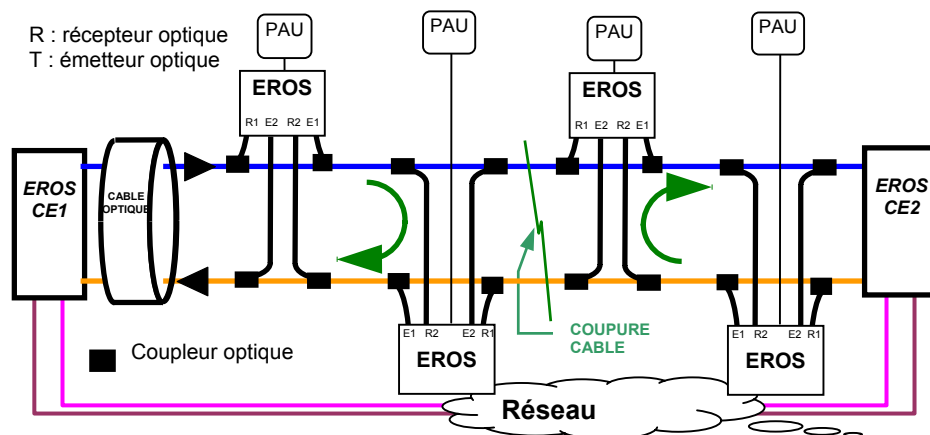 R : récepteur optique
T : émetteur optique
PAU
PAU
PAU
PAU
EROS
R1 E2 R2 E1
EROS
R1 E2 R2 E1
EROS
CE1
CABLE
OPTIQUE
EROS
CE2
COUPURE
CABLE
Coupleur optique
E1 R2 E2 R1
EROS
E1 R2 E2 R1
EROS
Réseau